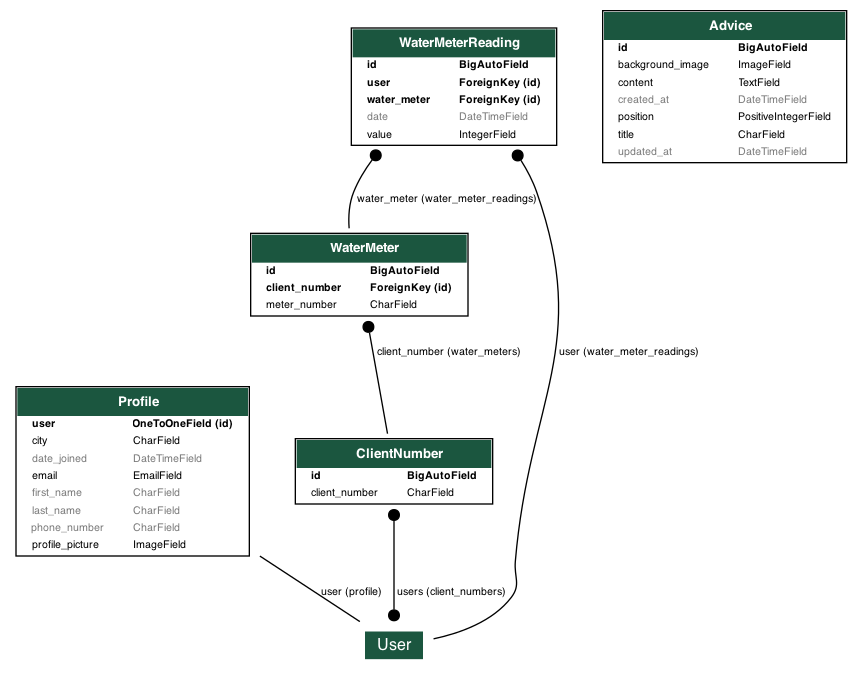 WaterMeterReading
id BigAutoField
user ForeignKey (id)
water_meter ForeignKey (id)
date DateTimeField
value IntegerField
Advice
id BigAutoField
background_image ImageField
content TextField
created_at DateTimeField
position PositiveIntegerField
title CharField
updated_at DateTimeField
water_meter (water_meter_readings)
WaterMeter
id BigAutoField
client_number ForeignKey (id)
meter_number CharField
client_number (water_meters)
user (water_meter_readings)
Profile
user OneToOneField (id)
city CharField
date_joined DateTimeField
email EmailField
first_name CharField
last_name CharField
phone_number CharField
profile_picture ImageField
ClientNumber
id BigAutoField
client_number CharField
user (profile)
users (client_numbers)
User